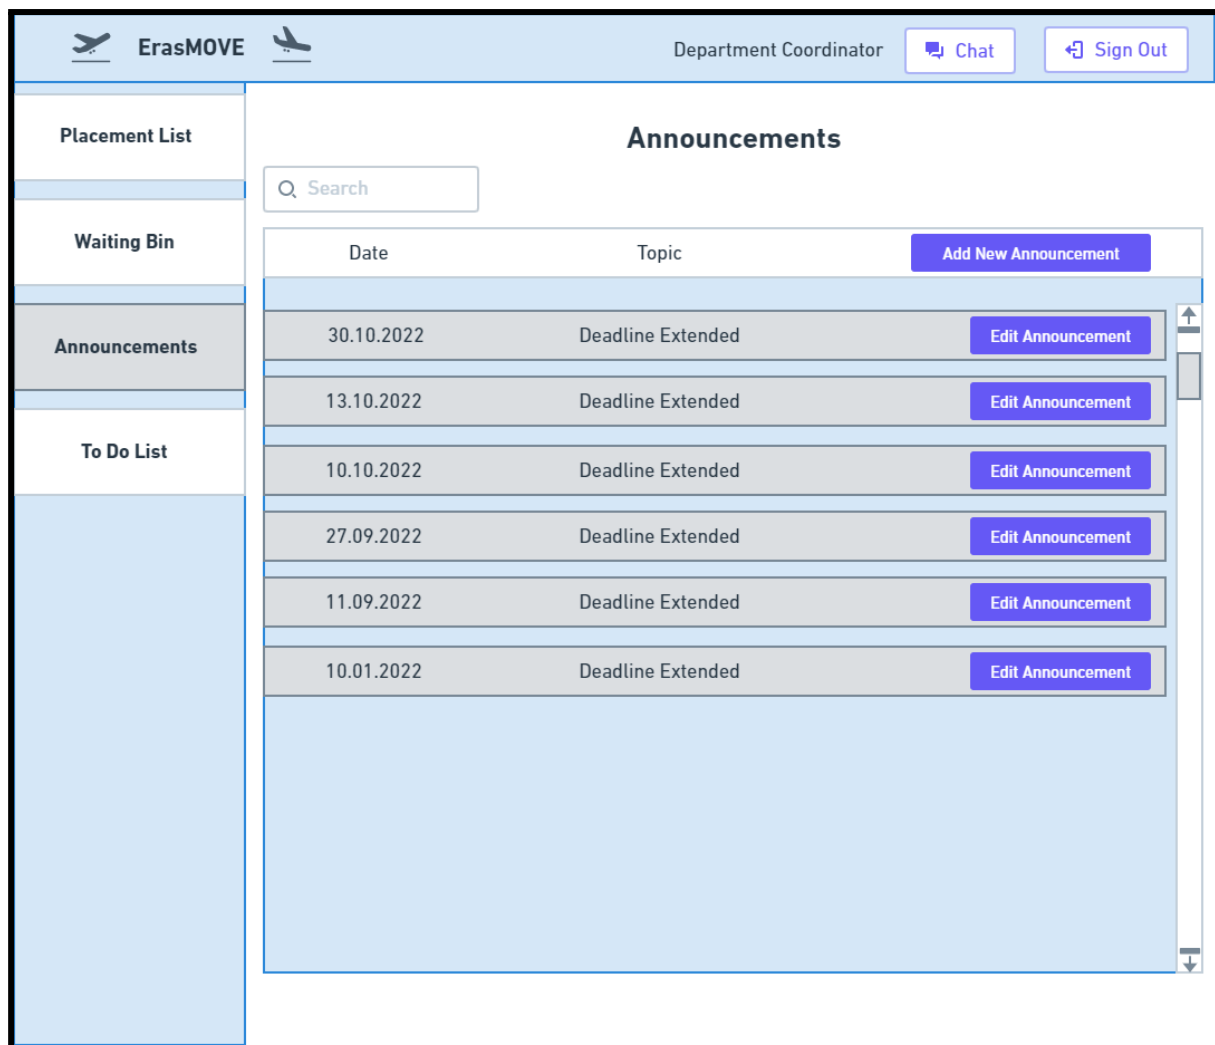 ErasMOVE
Department Coordinator
Chat
Sign Out
Placement List
Waiting Bin
Announcements
To Do List
Announcements
Search
Date Topic Add New Announcement
30.10.2022 Deadline Extended Edit Announcement
13.10.2022 Deadline Extended Edit Announcement
10.10.2022 Deadline Extended Edit Announcement
27.09.2022 Deadline Extended Edit Announcement
11.09.2022 Deadline Extended Edit Announcement
10.01.2022 Deadline Extended Edit Announcement